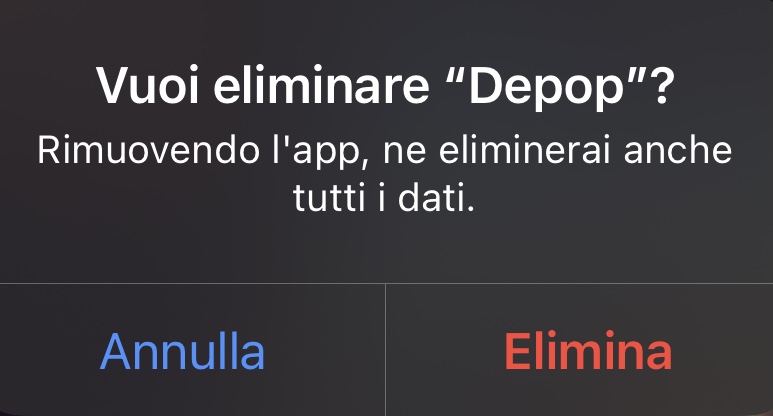 Vuoi eliminare “Depop”?
Rimuovendo l'app, ne eliminerai anche
tutti i dati.
Annulla
Elimina